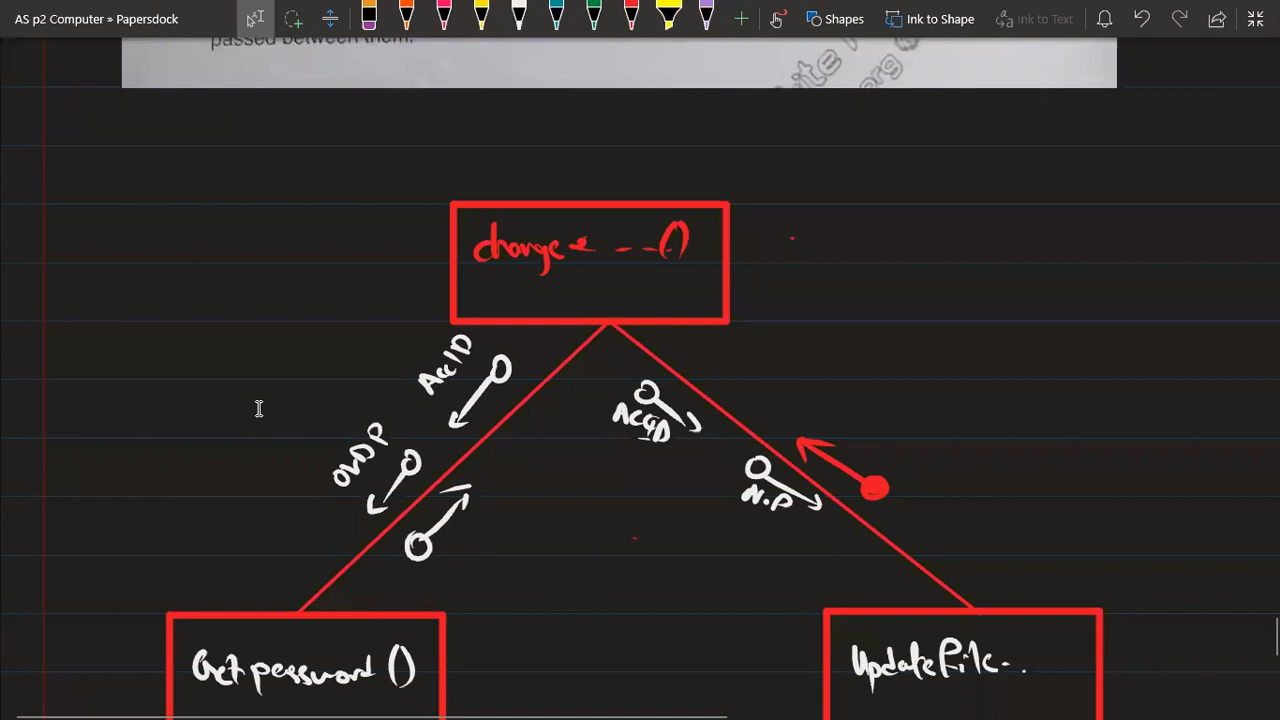 AS p2 Computer » Papersdock
Shapes
Ink to Shape
Ink to Text
passed between them.
change ---()
AccID
OLDP
AccID
N.P
Getpassword ()
UpdateFile..